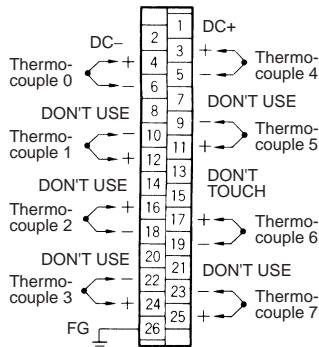 1 DC+
DC− 2
3 +
Thermo-
couple 0
+ 4
− 6
5 −
Thermo-
couple 4
7
DON'T USE 8
DON'T USE
9 −
Thermo-
couple 1
− 10
+ 12
11 +
Thermo-
couple 5
13
DON'T USE 14
DON'T
TOUCH
15
Thermo-
couple 2
+ 16
− 18
17 +
19 −
Thermo-
couple 6
DON'T USE 20
21 DON'T USE
Thermo-
couple 3
− 22
+ 24
23 −
25 +
Thermo-
couple 7
FG 26